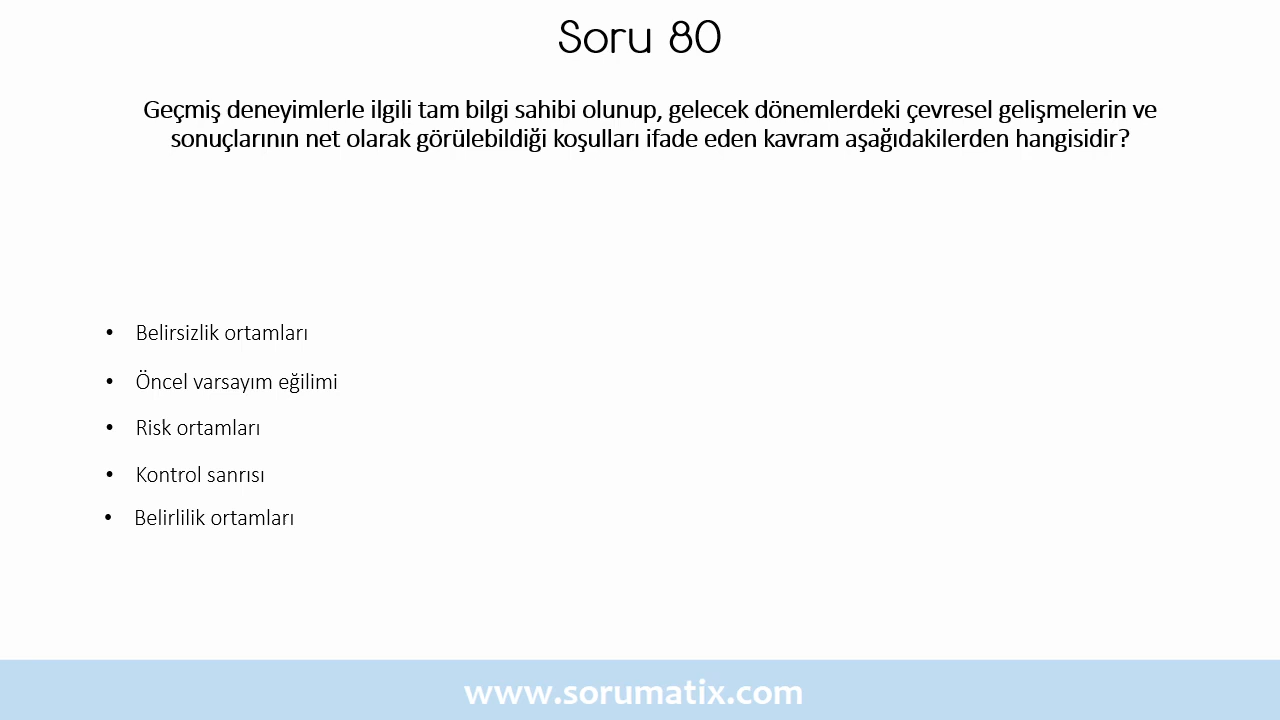 Soru 80
Geçmiş deneyimlerle ilgili tam bilgi sahibi olunup, gelecek dönemlerdeki çevresel gelişmelerin ve
sonuçlarının net olarak görülebildiği koşulları ifade eden kavram aşağıdakilerden hangisidir?
• Belirsizlik ortamları
• Öncel varsayım eğilimi
• Risk ortamları
• Kontrol sanrısı
• Belirlilik ortamları
www.sorumatix.com